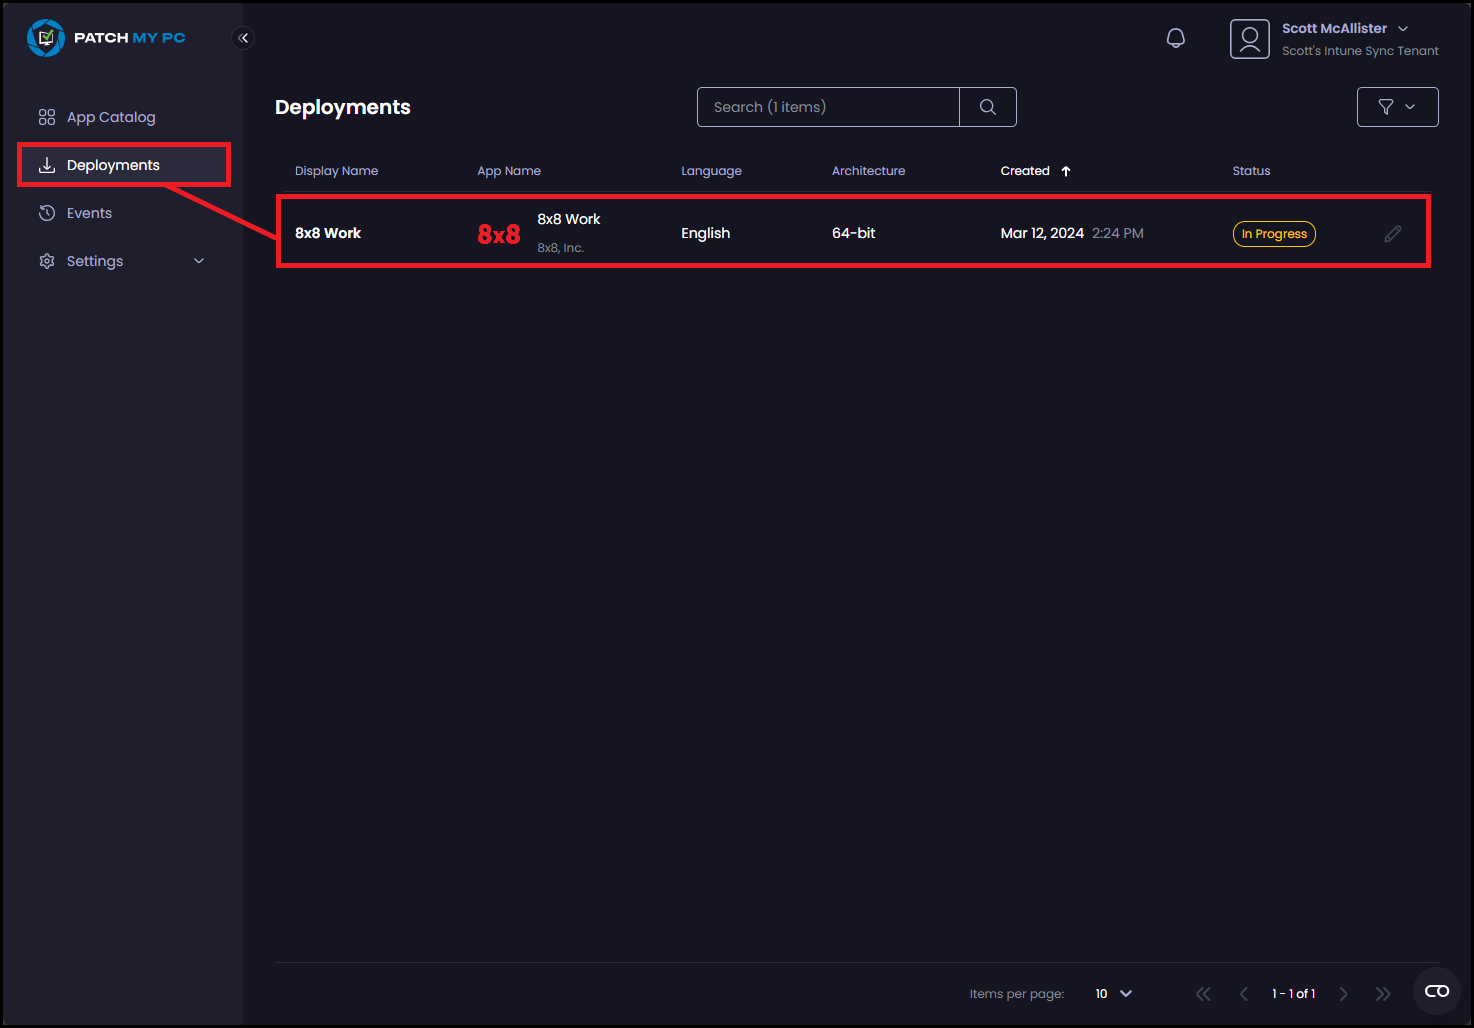 PATCH MY PC
Scott McAllister
Scott's Intune Sync Tenant
App Catalog
Deployments
Events
Settings
Deployments
Search (1 items)
Display Name App Name Language Architecture Created Status
8x8 Work 8x8 8x8 Work English 64-bit Mar 12, 2024 2:24 PM In Progress
8x8, Inc.
Items per page: 10 1 - 1 of 1